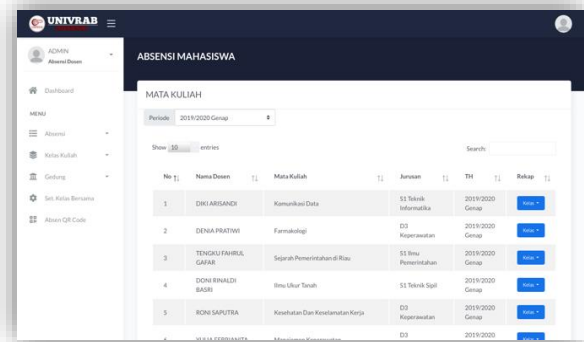 UNIVRAB
ADMIN
Absensi Dosen
Dashboard
MENU
Absensi
Kelas Kuliah
Gedung
Set. Kelas Bersama
Absen QR Code
ABSENSI MAHASISWA
MATA KULIAH
Periode 2019/2020 Genap
Show 10 entries
Search:
No Nama Dosen Mata Kuliah Jurusan TH Rekap
1 DIKI ARISANDI Komunikasi Data S1 Teknik Informatika 2019/2020 Genap Kelas
2 DENIA PRATIWI Farmakologi D3 Keperawatan 2019/2020 Genap Kelas
3 TENGKU FAHRUL GAFAR Sejarah Pemerintahan di Riau S1 Ilmu Pemerintahan 2019/2020 Genap Kelas
4 DONI RINALDI BASRI Ilmu Ukur Tanah S1 Teknik Sipil 2019/2020 Genap Kelas
5 RONI SAPUTRA Kesehatan Dan Keselamatan Kerja D3 Keperawatan 2019/2020 Genap Kelas
D3 2019/2020